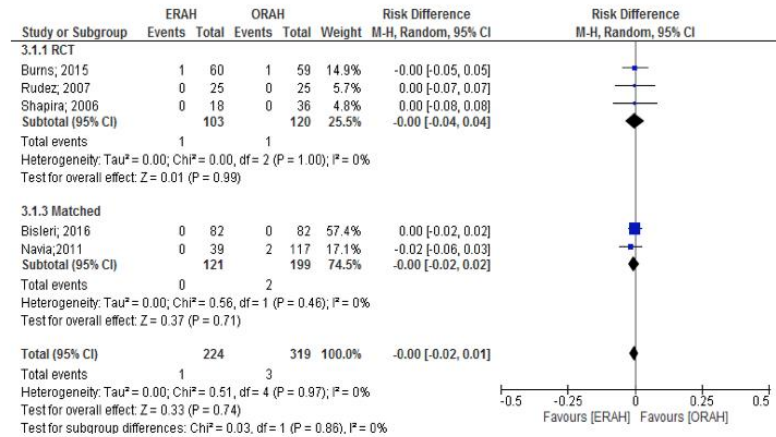 ERAH ORAH Risk Difference Risk Difference
Study or Subgroup Events Total Events Total Weight M-H, Random, 95% CI M-H, Random, 95% CI
3.1.1 RCT
Burns; 2015 1 60 1 59 14.9% -0.00 [-0.05, 0.05]
Rudez; 2007 0 25 0 25 5.7% 0.00 [-0.07, 0.07]
Shapira; 2006 0 18 0 36 4.8% 0.00 [-0.08, 0.08]
Subtotal (95% CI) 103 120 25.5% -0.00 [-0.04, 0.04]
Total events 1 1
Heterogeneity: Tau² = 0.00; Chi² = 0.00, df = 2 (P = 1.00); I² = 0%
Test for overall effect: Z = 0.01 (P = 0.99)
3.1.3 Matched
Bisleri; 2016 0 82 0 82 57.4% 0.00 [-0.02, 0.02]
Navia;2011 0 39 2 117 17.1% -0.02 [-0.06, 0.03]
Subtotal (95% CI) 121 199 74.5% -0.00 [-0.02, 0.02]
Total events 0 2
Heterogeneity: Tau² = 0.00; Chi² = 0.56, df = 1 (P = 0.46); I² = 0%
Test for overall effect: Z = 0.37 (P = 0.71)
Total (95% CI) 224 319 100.0% -0.00 [-0.02, 0.01]
Total events 1 3
Heterogeneity: Tau² = 0.00; Chi² = 0.51, df = 4 (P = 0.97); I² = 0%
Test for overall effect: Z = 0.33 (P = 0.74)
Test for subgroup differences: Chi² = 0.03, df = 1 (P = 0.86), I² = 0%
-0.5 -0.25 0 0.25 0.5
Favours [ERAH] Favours [ORAH]